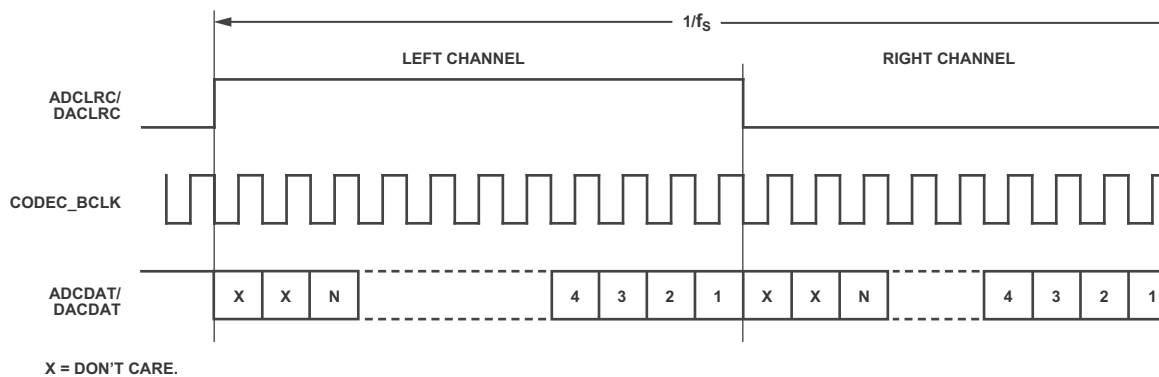 1/fS
LEFT CHANNEL
RIGHT CHANNEL
ADCLRC/
DACLRC
CODEC_BCLK
ADCDAT/
DACDAT
X X N 4 3 2 1 X X N 4 3 2 1
X = DON'T CARE.